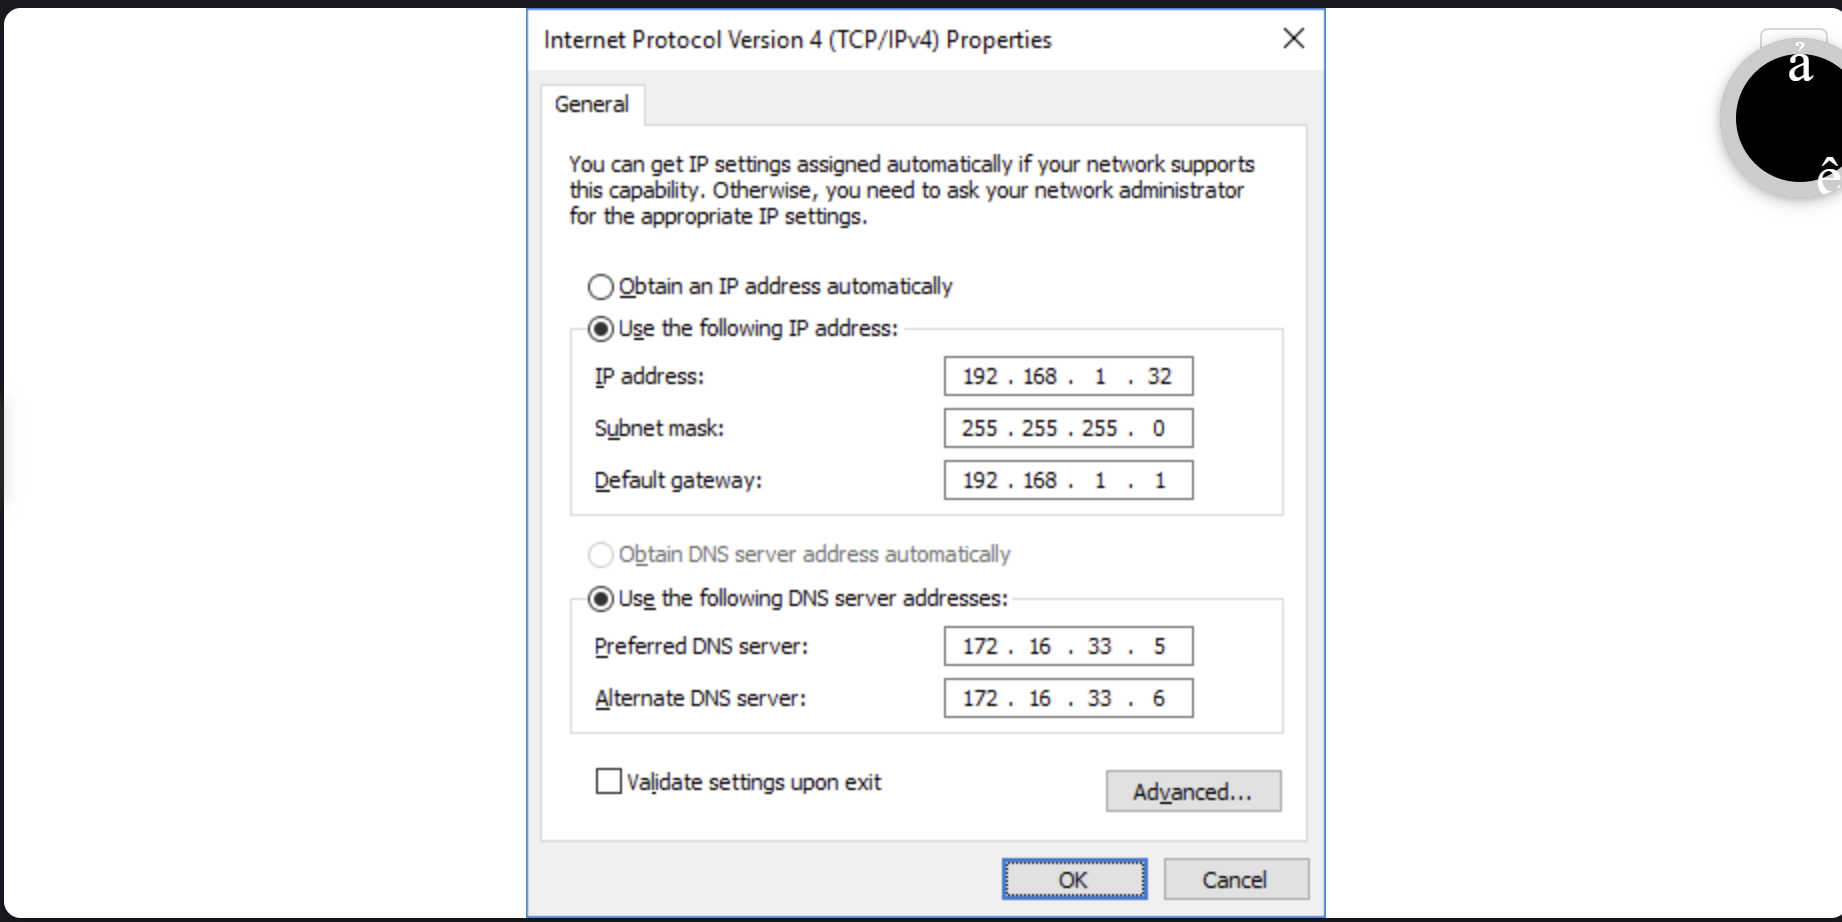 Internet Protocol Version 4 (TCP/IPv4) Properties
General
You can get IP settings assigned automatically if your network supports
this capability. Otherwise, you need to ask your network administrator
for the appropriate IP settings.
Obtain an IP address automatically
Use the following IP address:
IP address: 192 . 168 . 1 . 32
Subnet mask: 255 . 255 . 255 . 0
Default gateway: 192 . 168 . 1 . 1
Obtain DNS server address automatically
Use the following DNS server addresses:
Preferred DNS server: 172 . 16 . 33 . 5
Alternate DNS server: 172 . 16 . 33 . 6
Validate settings upon exit
Advanced...
OK Cancel
ả
ê